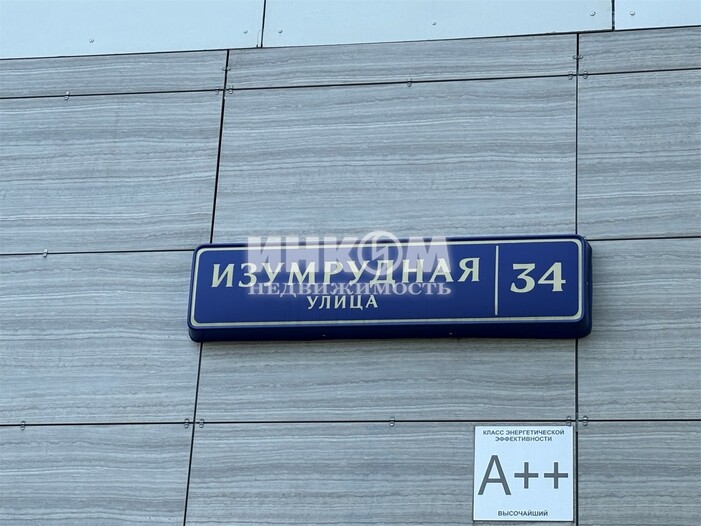 ИНКОМ
ИЗУМРУДНАЯ
недвижимость
УЛИЦА
34
КЛАСС ЭНЕРГЕТИЧЕСКОЙ
ЭФФЕКТИВНОСТИ
A++
ВЫСОЧАЙШИЙ